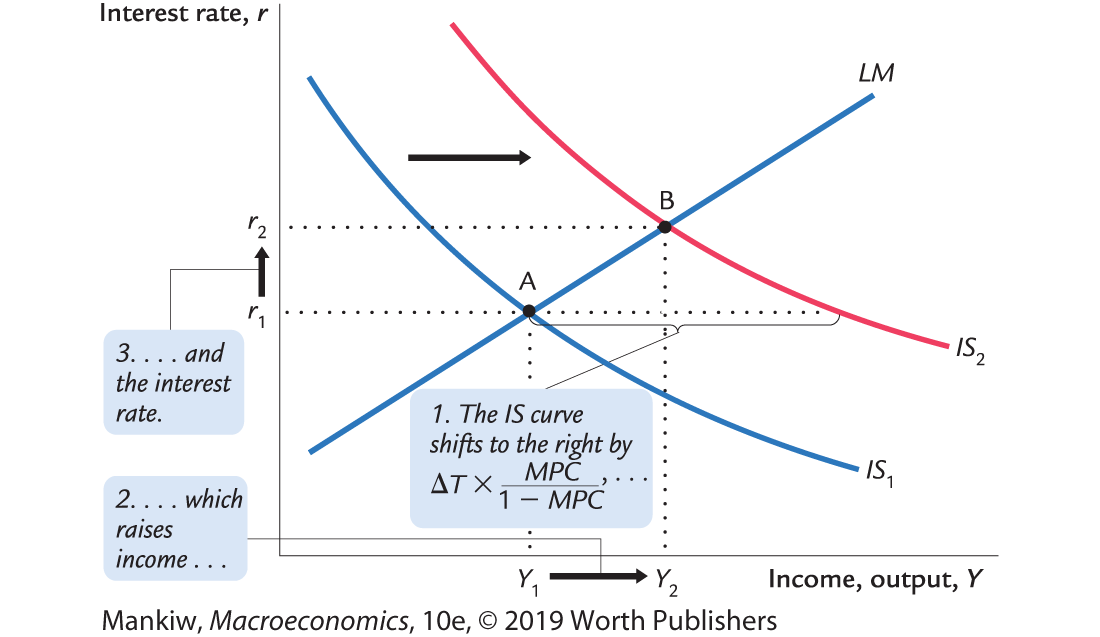 Interest rate, r
LM
B
r2
A
r1
IS2
3. . . . and
the interest
rate.
1. The IS curve
shifts to the right by
ΔT × MPC / 1 − MPC, . . .
IS1
2. . . . which
raises
income . . .
Y1
Y2
Income, output, Y
Mankiw, Macroeconomics, 10e, © 2019 Worth Publishers